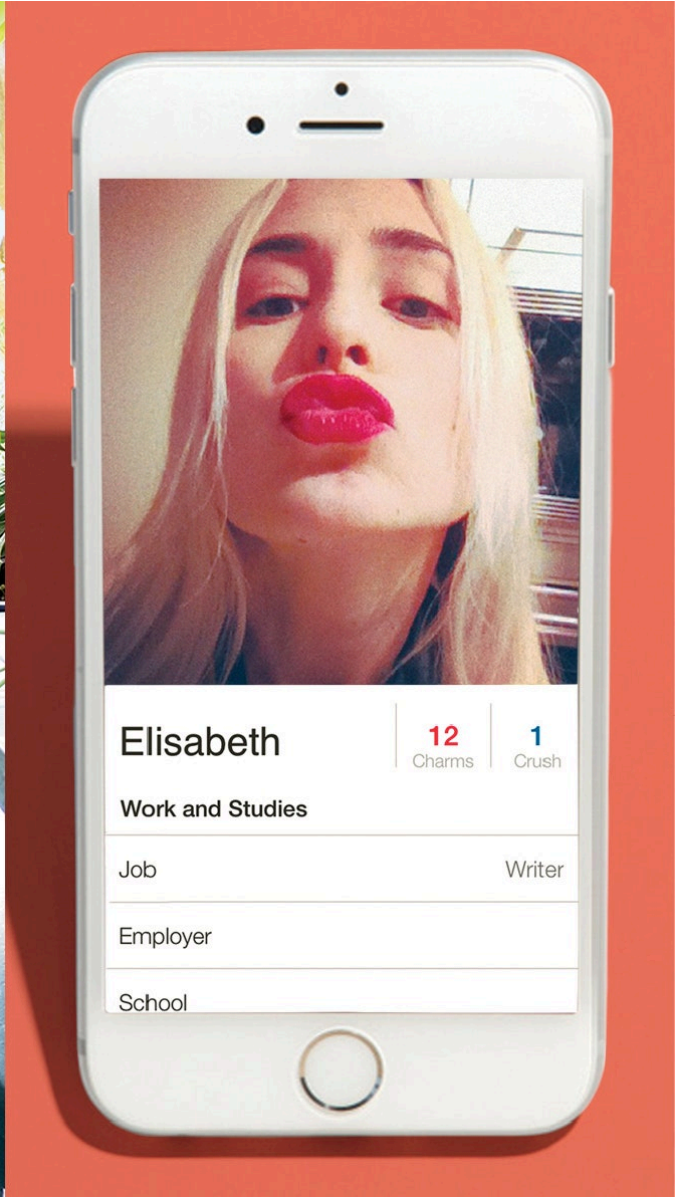 Elisabeth
12
Charms
1
Crush
Work and Studies
Job Writer
Employer
School